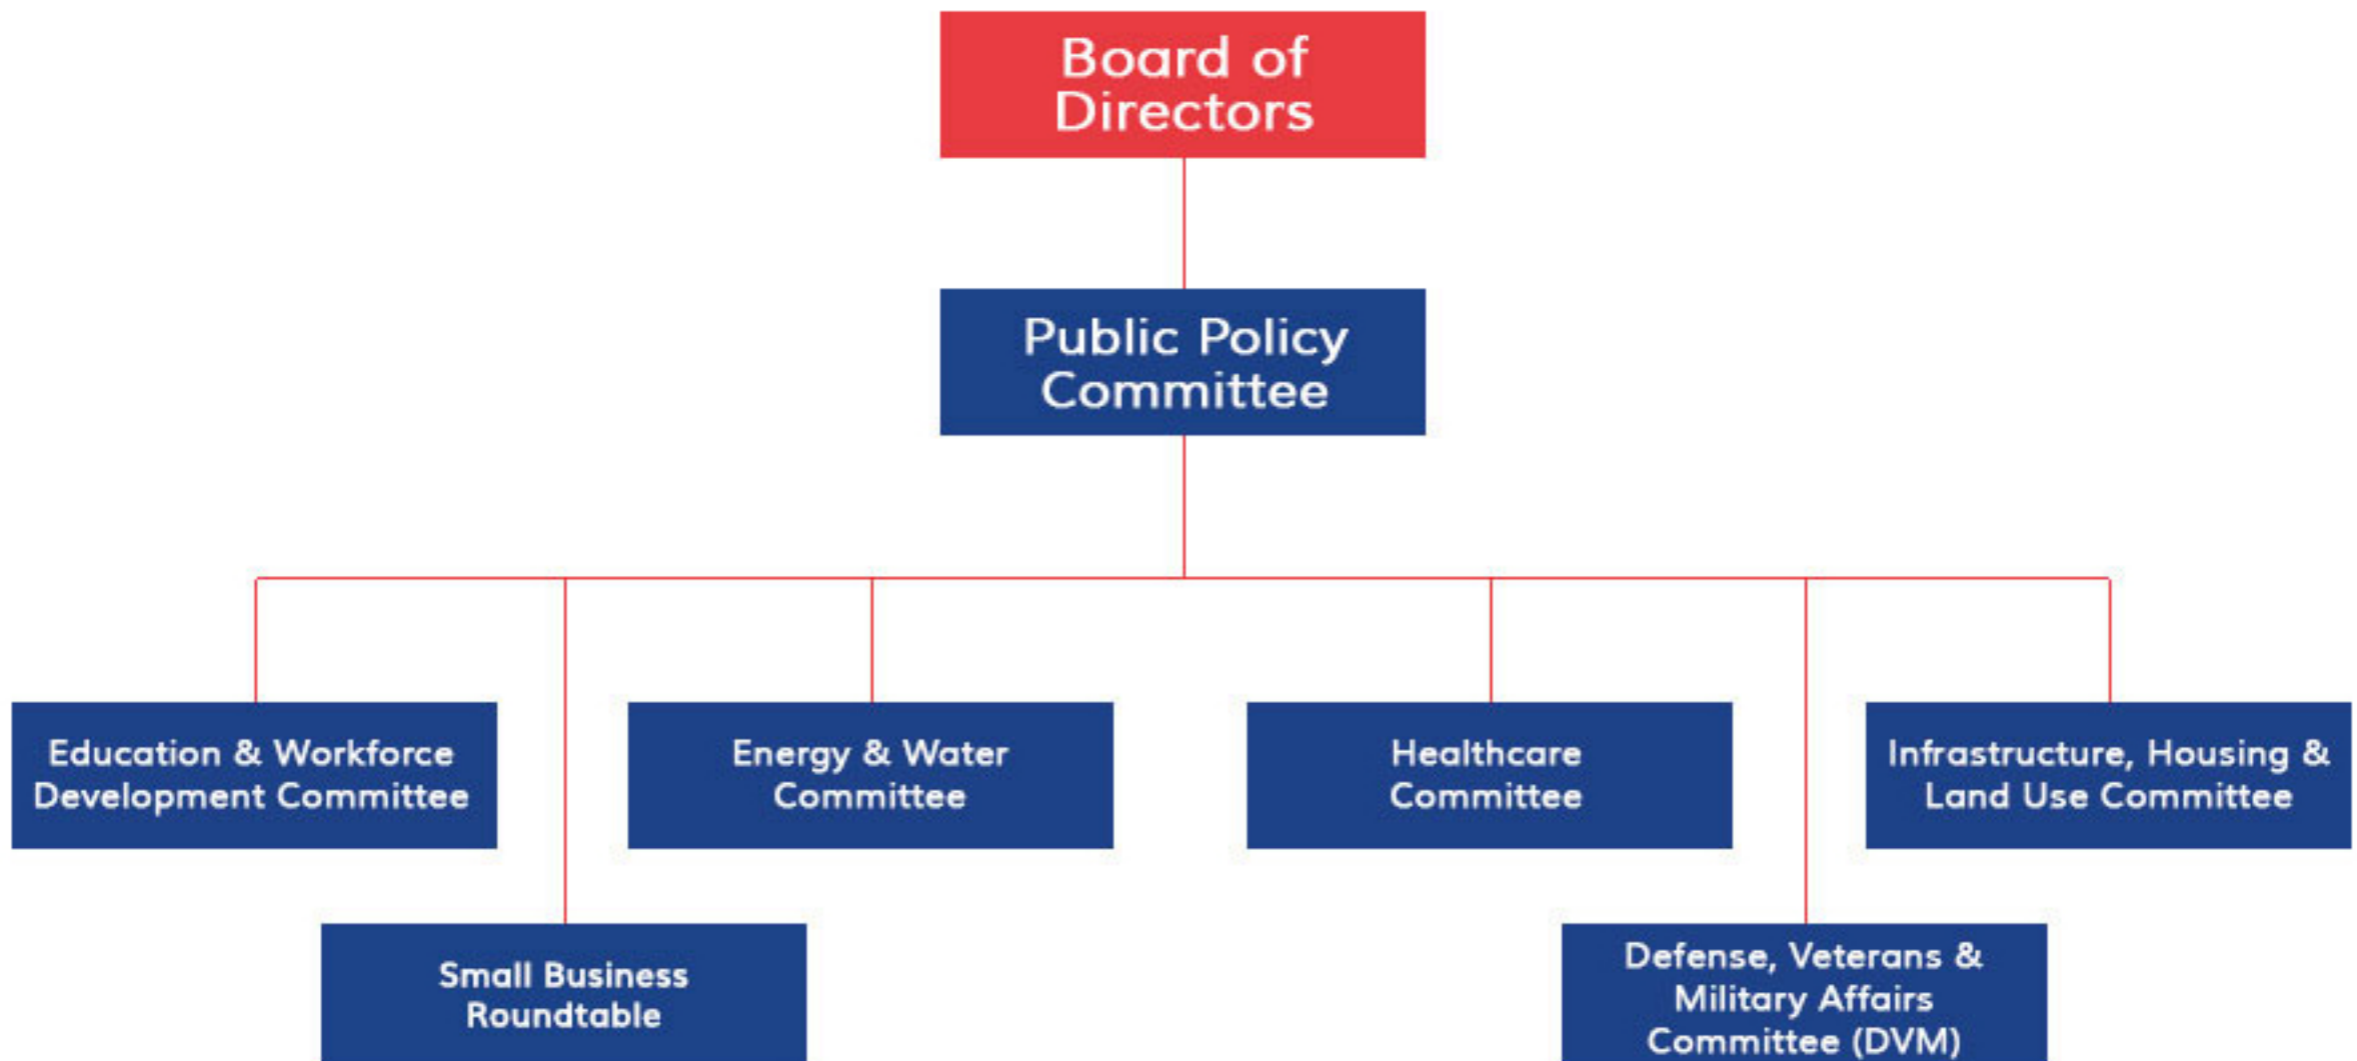 Board of
Directors
Public Policy
Committee
Education & Workforce
Development Committee
Energy & Water
Committee
Healthcare
Committee
Infrastructure, Housing &
Land Use Committee
Small Business
Roundtable
Defense, Veterans &
Military Affairs
Committee (DVM)